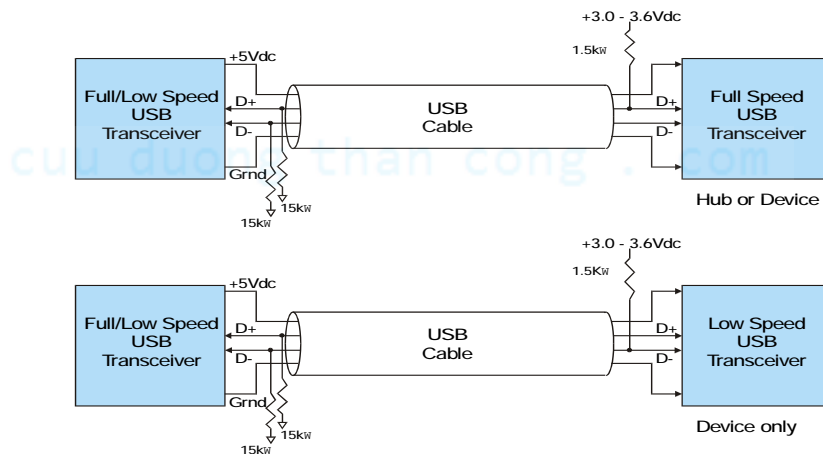 +3.0 - 3.6Vdc
+5Vdc
1.5kW
Full/Low Speed
USB
Transceiver
D+
D-
Grnd
USB
Cable
D+
D-
Full Speed
USB
Transceiver
cuu duong than cong . com
15kW
15kW
Hub or Device
+3.0 - 3.6Vdc
+5Vdc
1.5KW
Full/Low Speed
USB
Transceiver
D+
D-
Grnd
USB
Cable
D+
D-
Low Speed
USB
Transceiver
15kW
15kW
Device only